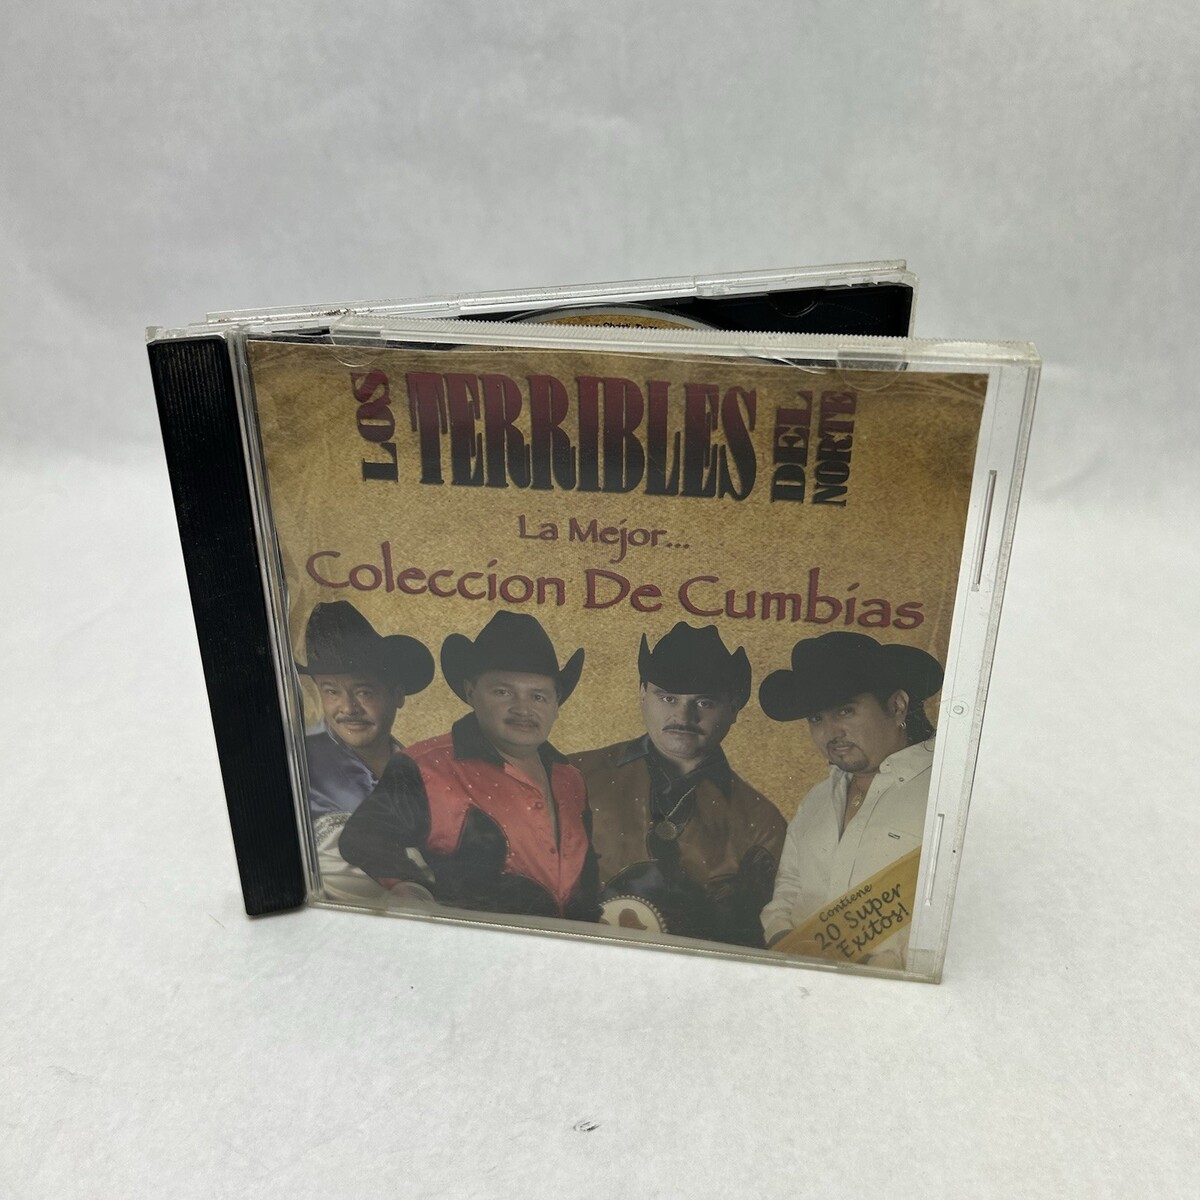 LOS TERRIBLES DEL NORTE
La Mejor...
Coleccion De Cumbias
Contiene
20 Super
Exitos!